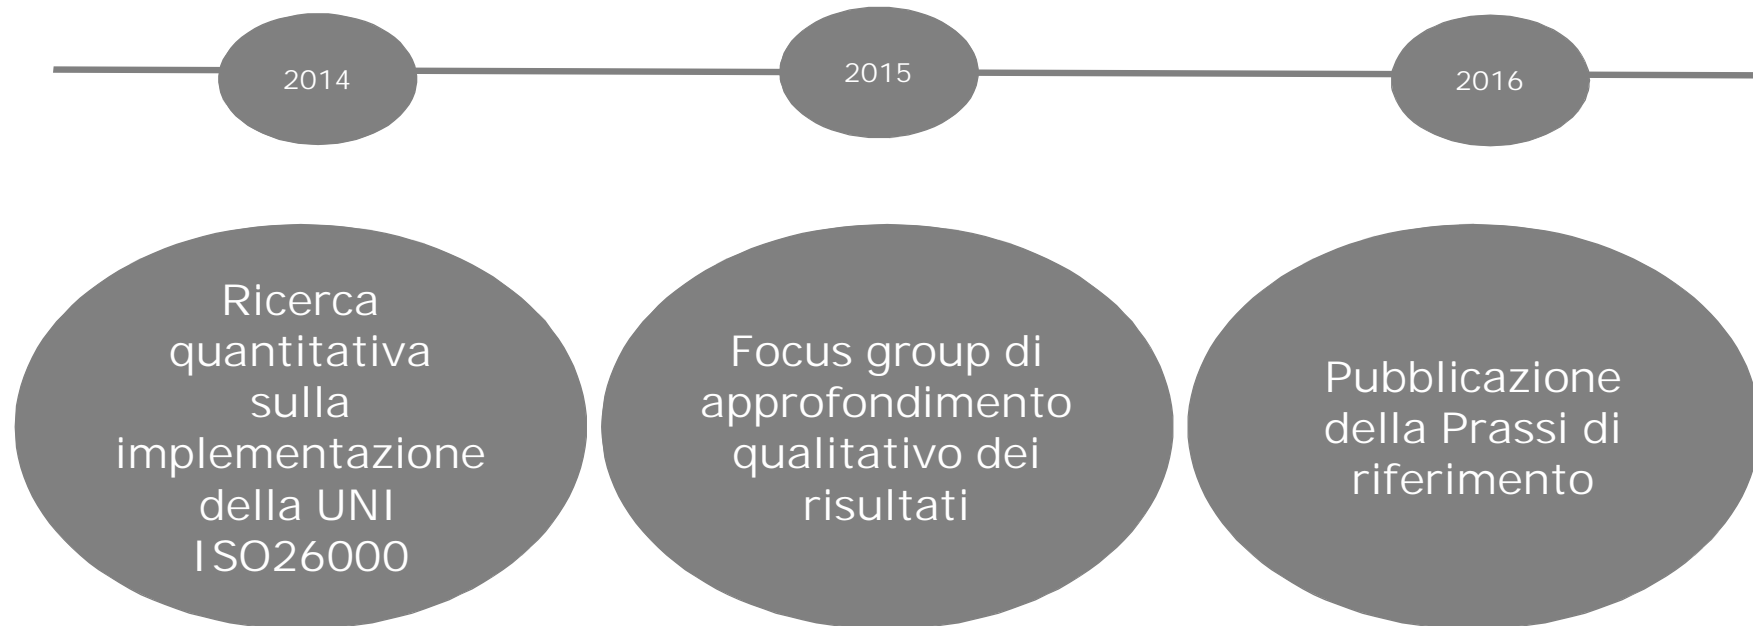 2014
2015
2016
Ricerca
quantitativa
sulla
implementazione
della UNI
ISO26000
Focus group di
approfondimento
qualitativo dei
risultati
Pubblicazione
della Prassi di
riferimento